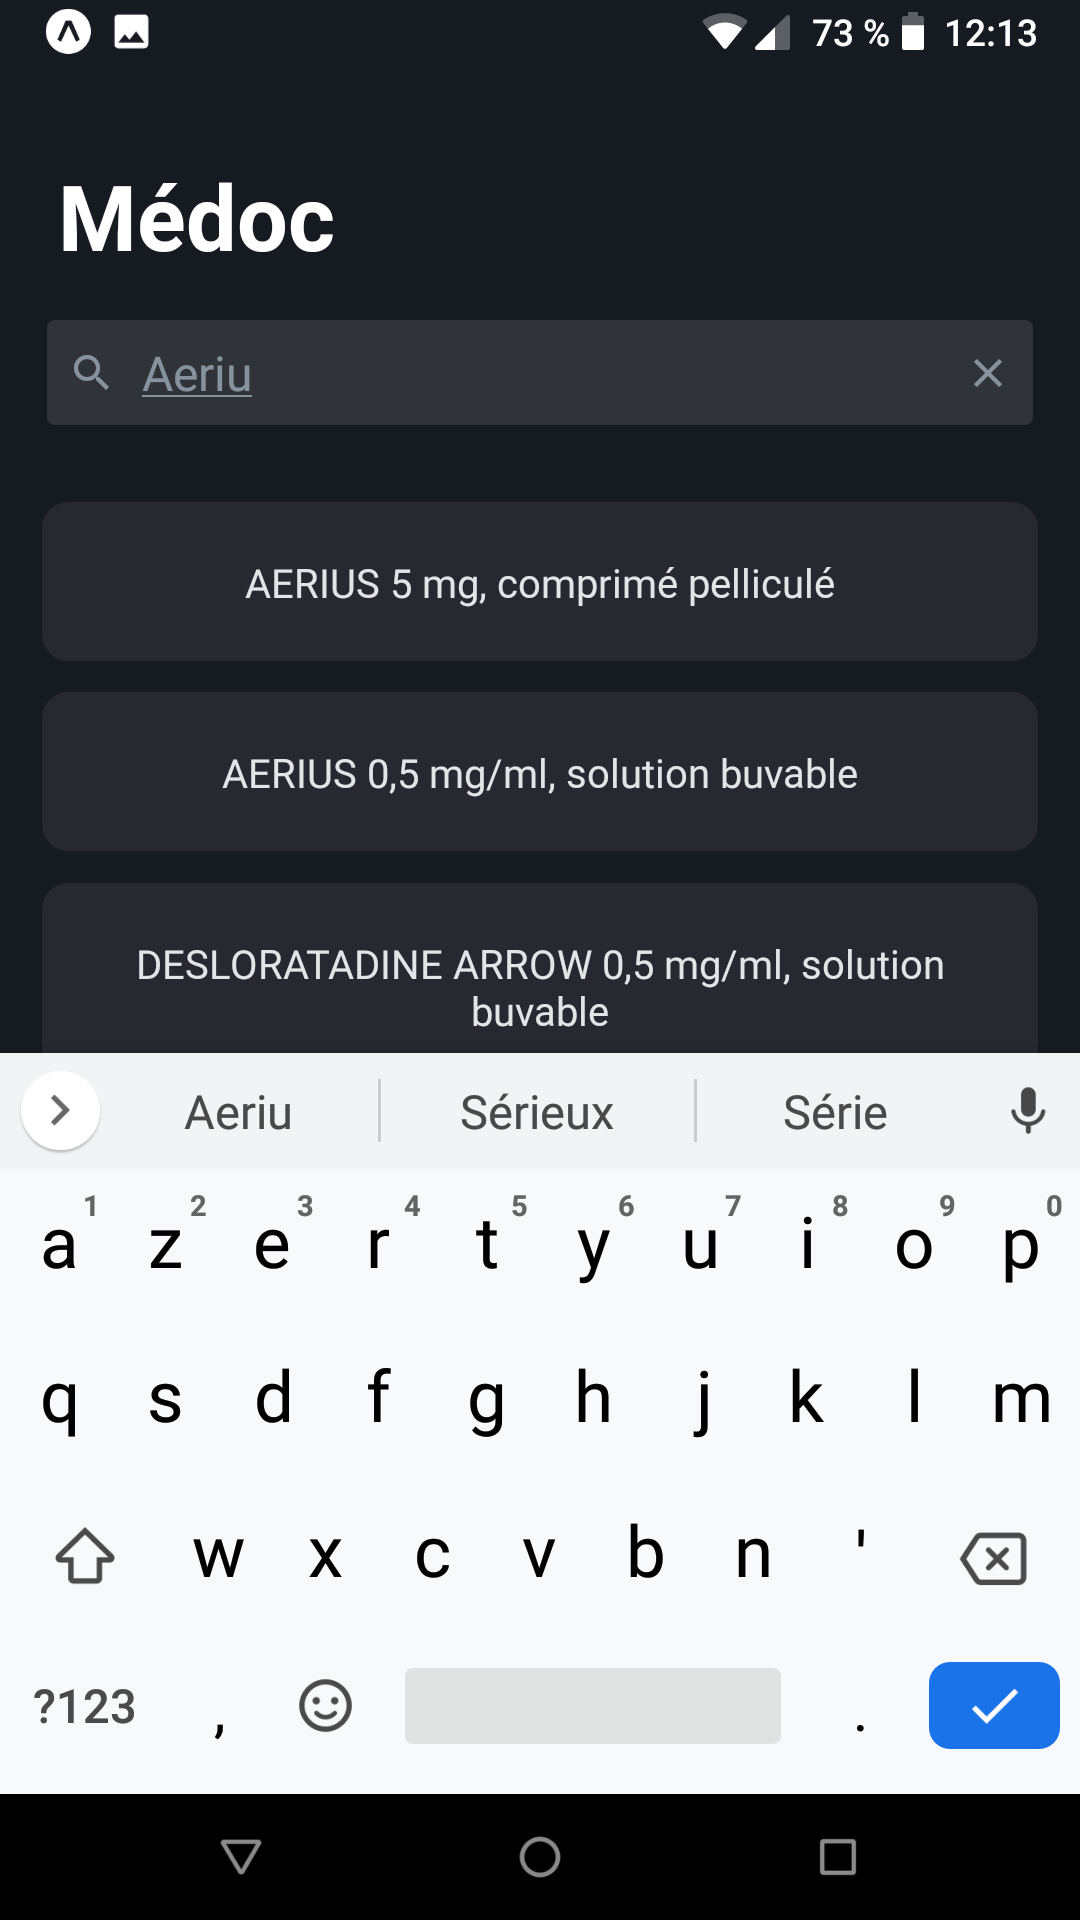 73 % 12:13
Médoc
Aeriu
AERIUS 5 mg, comprimé pelliculé
AERIUS 0,5 mg/ml, solution buvable
DESLORATADINE ARROW 0,5 mg/ml, solution
buvable
Aeriu Sérieux Série
1 2 3 4 5 6 7 8 9 0
a z e r t y u i o p
q s d f g h j k l m
w x c v b n '
?123 , .